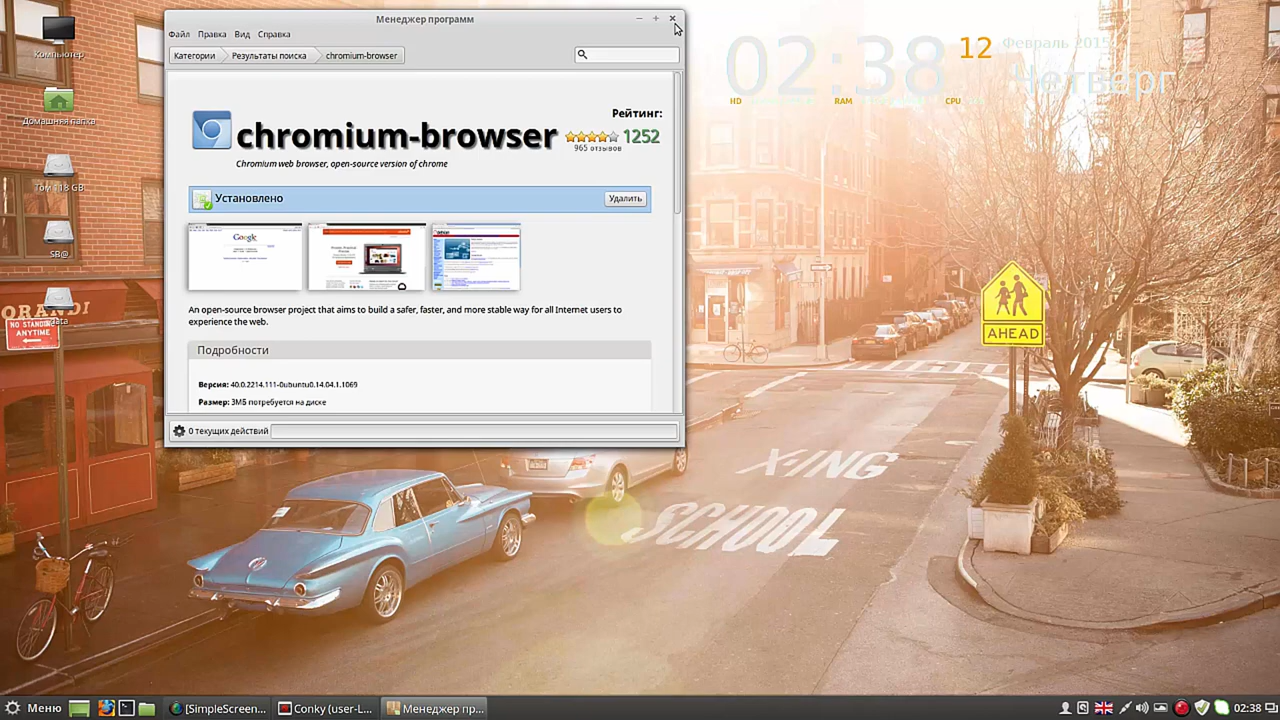 Менеджер программ
Файл Правка Вид Справка
Категории Результаты поиска chromium-browser
Рейтинг:
chromium-browser 1252
965 отзывов
Chromium web browser, open-source version of chrome
Установлено Удалить
Google
An open-source browser project that aims to build a safer, faster, and more stable way for all Internet users to
experience the web.
Подробности
Версия: 40.0.2214.111-0ubuntu0.14.04.1.1069
Размер: 3МБ потребуется на диске
0 текущих действий
Компьютер
Домашняя папка
Том 118 GB
SB@
data
02:38 12 Февраль 2015
Четверг
HD RAM CPU
NO STANDING
ANYTIME
AHEAD
X-ING
SCHOOL
Меню [SimpleScreen... Conky (user-L... Менеджер пр... 02:38